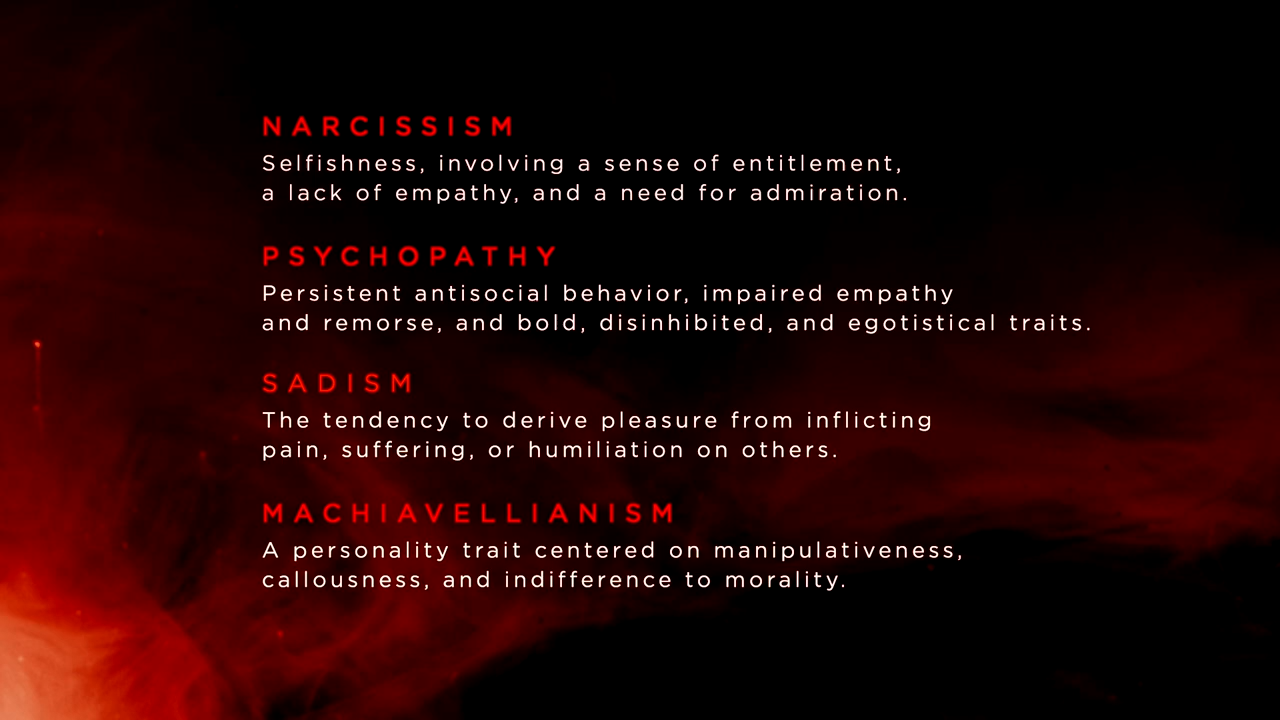 NARCISSISM
Selfishness, involving a sense of entitlement,
a lack of empathy, and a need for admiration.
PSYCHOPATHY
Persistent antisocial behavior, impaired empathy
and remorse, and bold, disinhibited, and egotistical traits.
SADISM
The tendency to derive pleasure from inflicting
pain, suffering, or humiliation on others.
MACHIAVELLIANISM
A personality trait centered on manipulativeness,
callousness, and indifference to morality.